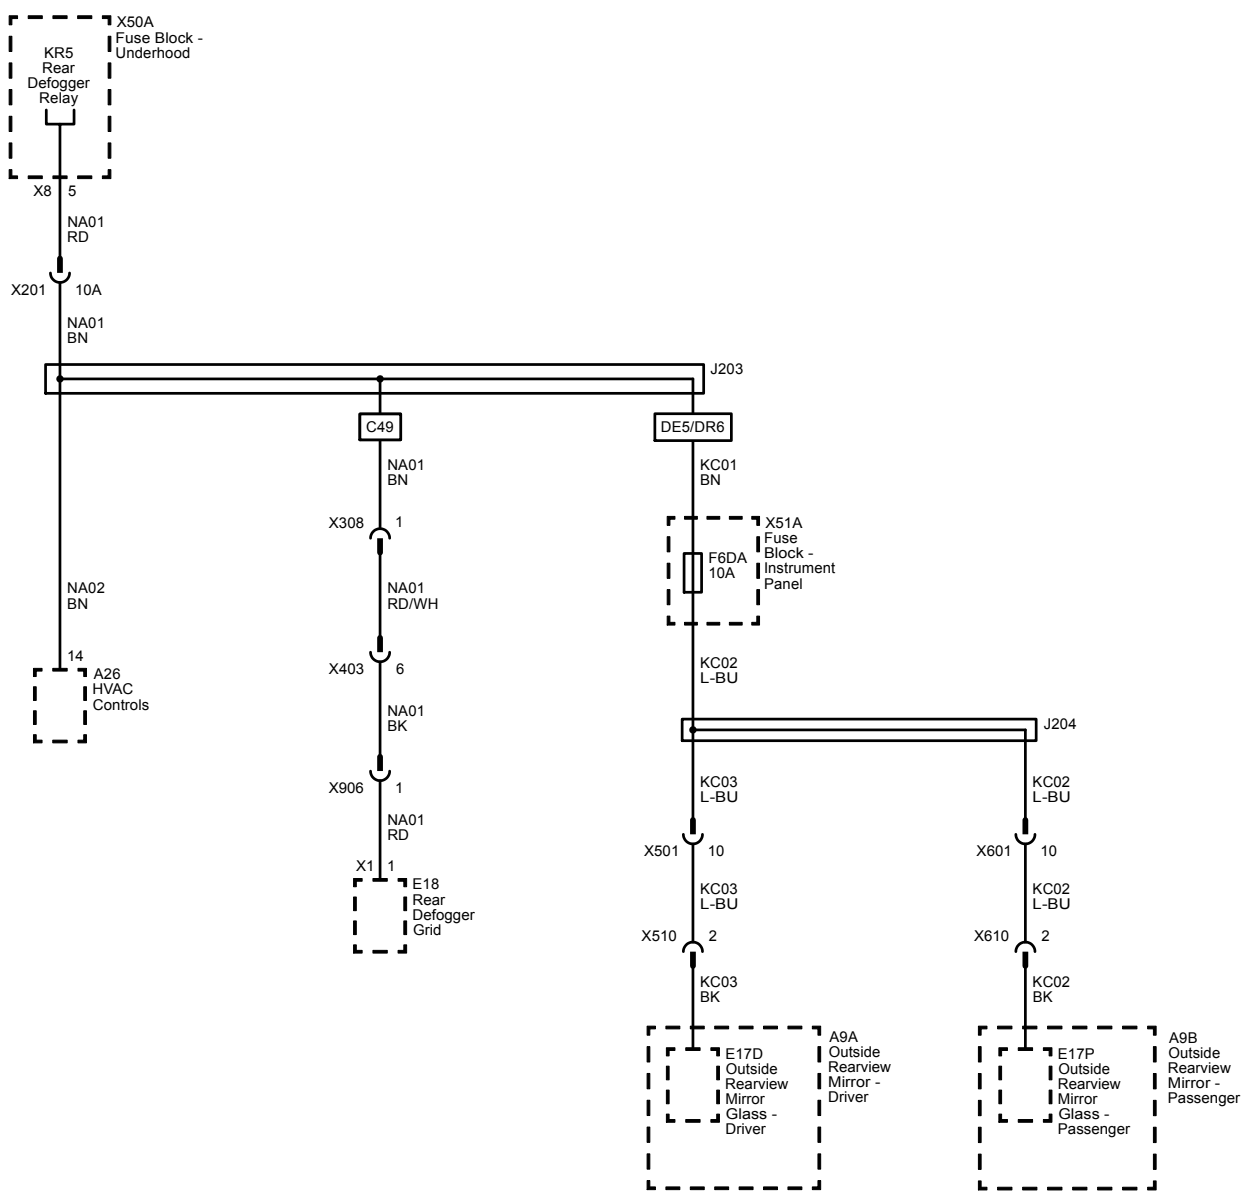 X50A
Fuse Block -
Underhood
KR5
Rear
Defogger
Relay
X8 5
NA01
RD
X201 10A
NA01
BN
J203
C49
DE5/DR6
NA01
BN
KC01
BN
X308 1
X51A
Fuse
Block -
Instrument
Panel
F6DA
10A
NA02
BN
NA01
RD/WH
14
A26
HVAC
Controls
X403 6
KC02
L-BU
NA01
BK
J204
X906 1
KC03
L-BU
KC02
L-BU
NA01
RD
X1 1
E18
Rear
Defogger
Grid
X501 10
X601 10
KC03
L-BU
KC02
L-BU
X510 2
X610 2
KC03
BK
KC02
BK
A9A
Outside
Rearview
Mirror -
Driver
E17D
Outside
Rearview
Mirror
Glass -
Driver
A9B
Outside
Rearview
Mirror -
Passenger
E17P
Outside
Rearview
Mirror
Glass -
Passenger